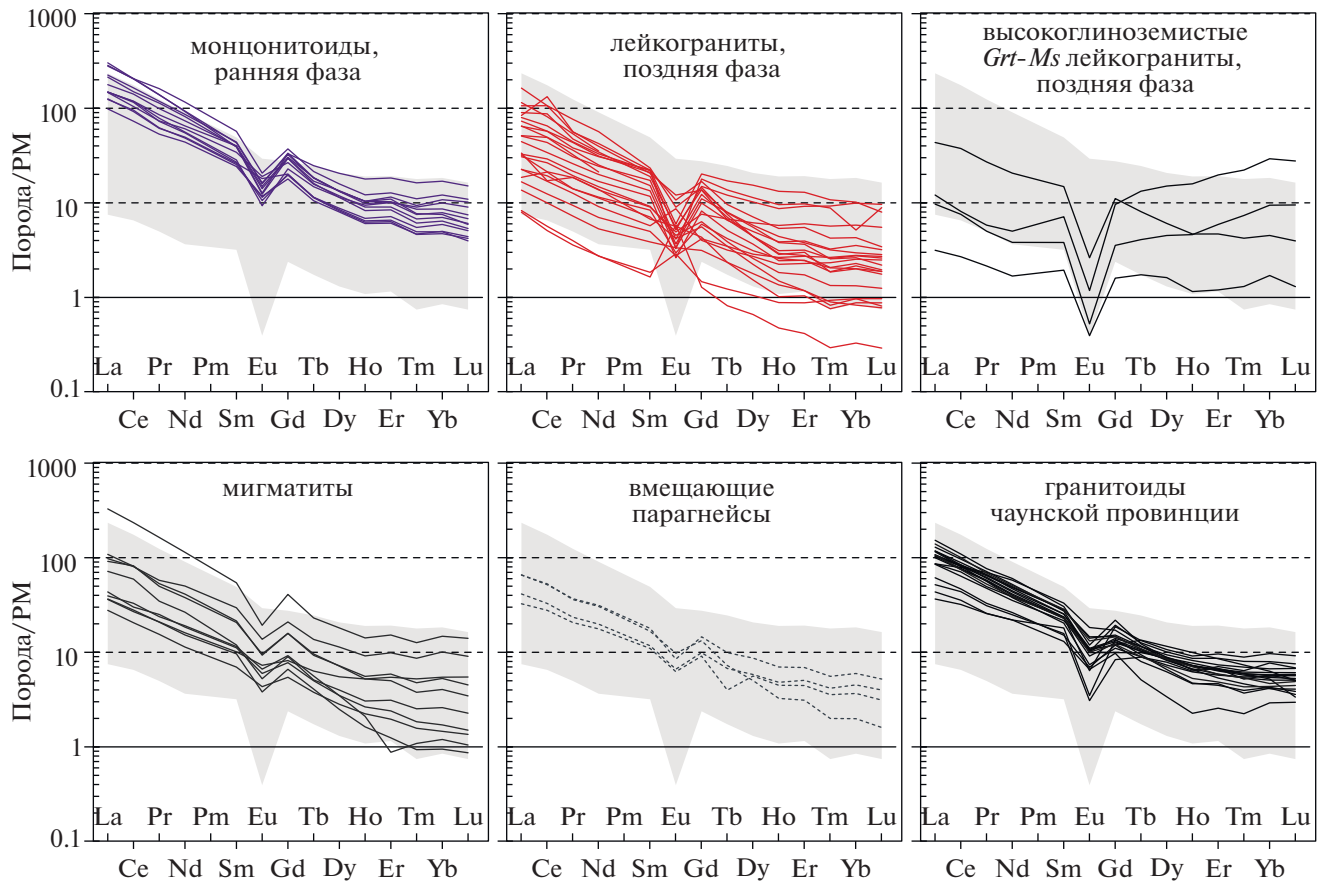 1000
100
10
1
0.1
Порода/PM
монцонитоиды,
ранняя фаза
La Pr Pm Eu Tb Ho Tm Lu
Ce Nd Sm Gd Dy Er Yb
лейкограниты,
поздняя фаза
La Pr Pm Eu Tb Ho Tm Lu
Ce Nd Sm Gd Dy Er Yb
высокоглиноземистые
Grt-Ms лейкограниты,
поздняя фаза
La Pr Pm Eu Tb Ho Tm Lu
Ce Nd Sm Gd Dy Er Yb
1000
100
10
1
0.1
Порода/PM
мигматиты
La Pr Pm Eu Tb Ho Tm Lu
Ce Nd Sm Gd Dy Er Yb
вмещающие
парагнейсы
La Pr Pm Eu Tb Ho Tm Lu
Ce Nd Sm Gd Dy Er Yb
гранитоиды
чаунской провинции
La Pr Pm Eu Tb Ho Tm Lu
Ce Nd Sm Gd Dy Er Yb